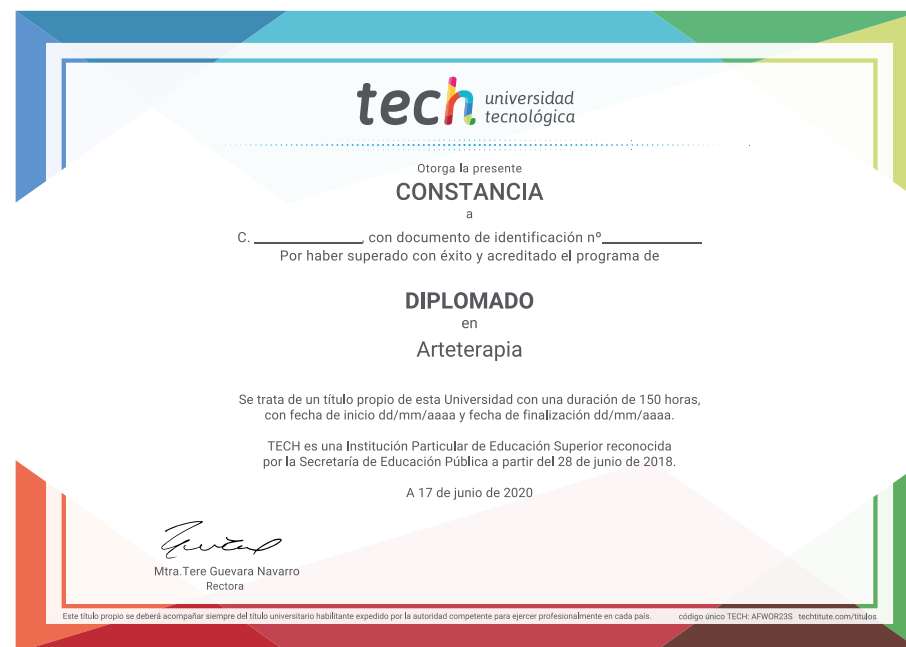 tech universidad
tecnológica
Otorga la presente
CONSTANCIA
a
C. ____________, con documento de identificación nº___________
Por haber superado con éxito y acreditado el programa de
DIPLOMADO
en
Arteterapia
Se trata de un título propio de esta Universidad con una duración de 150 horas,
con fecha de inicio dd/mm/aaaa y fecha de finalización dd/mm/aaaa.
TECH es una Institución Particular de Educación Superior reconocida
por la Secretaría de Educación Pública a partir del 28 de junio de 2018.
A 17 de junio de 2020
Mtra.Tere Guevara Navarro
Rectora
Este título propio se deberá acompañar siempre del título universitario habilitante expedido por la autoridad competente para ejercer profesionalmente en cada país. código único TECH: AFWOR23S techtitute.com/titulos